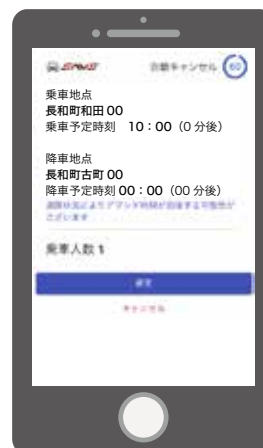 自動キャンセル 60
乗車地点
長和町和田 00
乗車予定時刻 10:00(0 分後)
降車地点
長和町古町 00
降車予定時刻 00:00(00 分後)
乗車人数 1
キャンセル